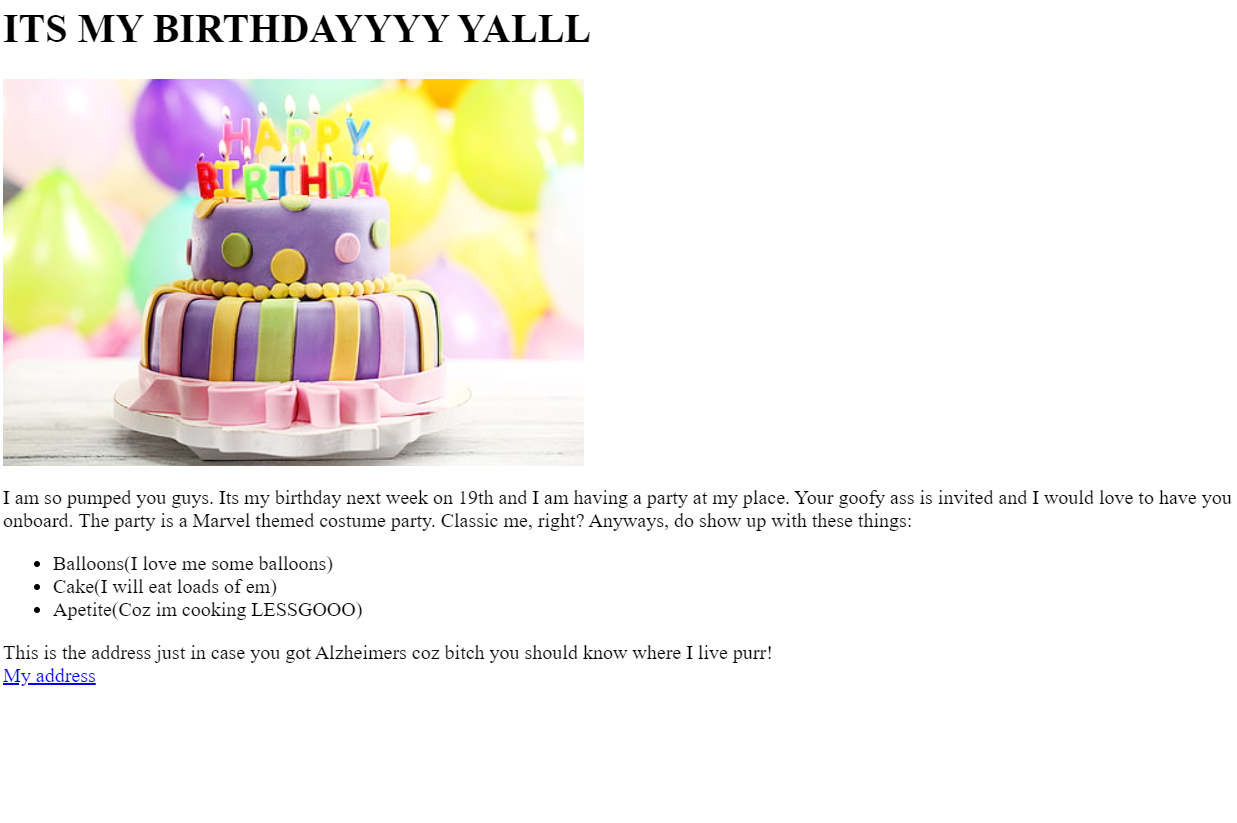 ITS MY BIRTHDAYYYY YALLL
HAPPY
BIRTHDAY
I am so pumped you guys. Its my birthday next week on 19th and I am having a party at my place. Your goofy ass is invited and I would love to have you
onboard. The party is a Marvel themed costume party. Classic me, right? Anyways, do show up with these things:
• Balloons(I love me some balloons)
• Cake(I will eat loads of em)
• Apetite(Coz im cooking LESSGOOO)
This is the address just in case you got Alzheimers coz bitch you should know where I live purr!
My address